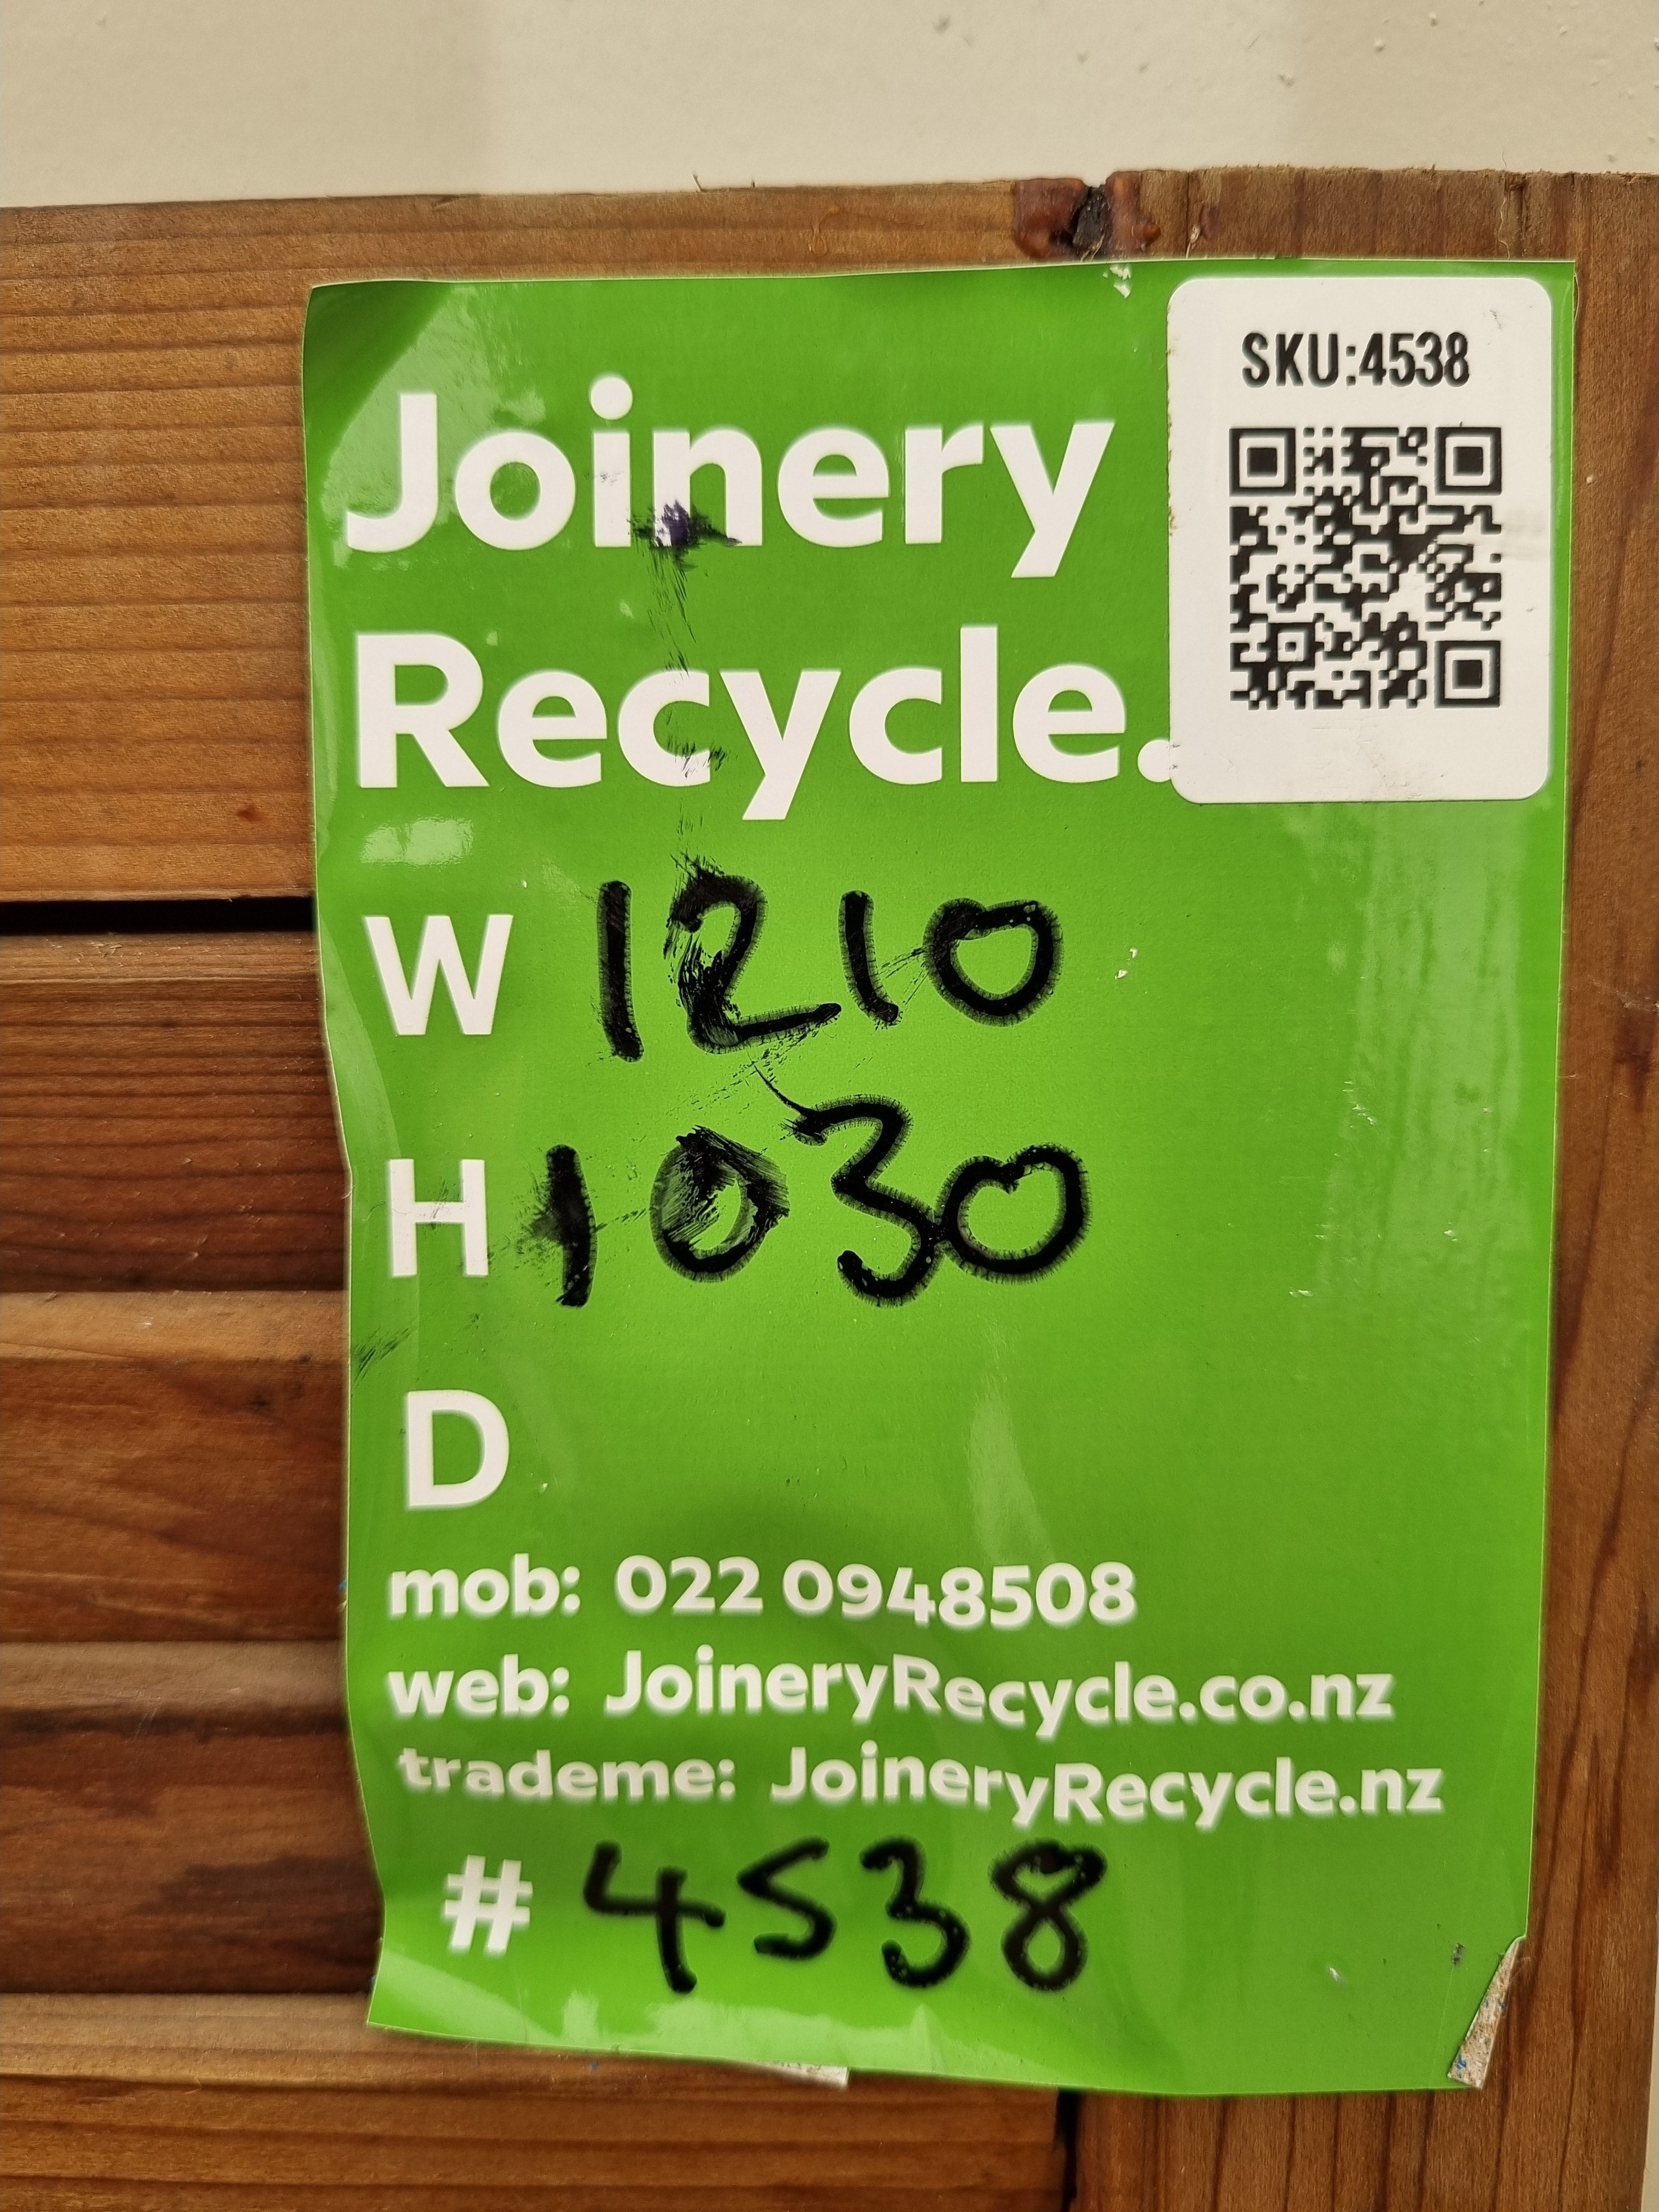 SKU:4538
Joinery
Recycle.
W 1210
H 1030
D
mob: 022 0948508
web: JoineryRecycle.co.nz
trademe: JoineryRecycle.nz
# 4538